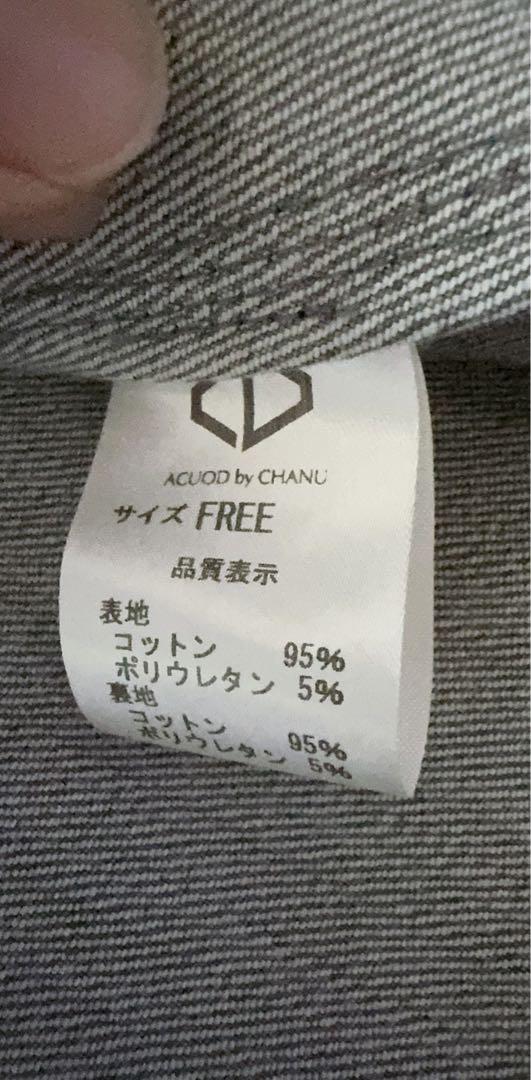 ACUOD by CHANU
サイズ FREE
品質表示
表地
コットン 95%
ポリウレタン 5%
裏地
コットン 95%
ポリウレタン 5%